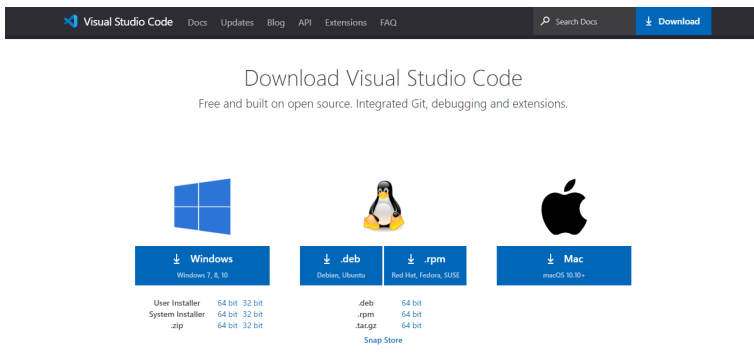 Visual Studio Code Docs Updates Blog API Extensions FAQ Search Docs Download
Download Visual Studio Code
Free and built on open source. Integrated Git, debugging and extensions.
Windows
Windows 7, 8, 10
.deb
Debian, Ubuntu
.rpm
Red Hat, Fedora, SUSE
Mac
macOS 10.10+
User Installer 64 bit 32 bit
System Installer 64 bit 32 bit
.zip 64 bit 32 bit
.deb 64 bit
.rpm 64 bit
.tar.gz 64 bit
Snap Store